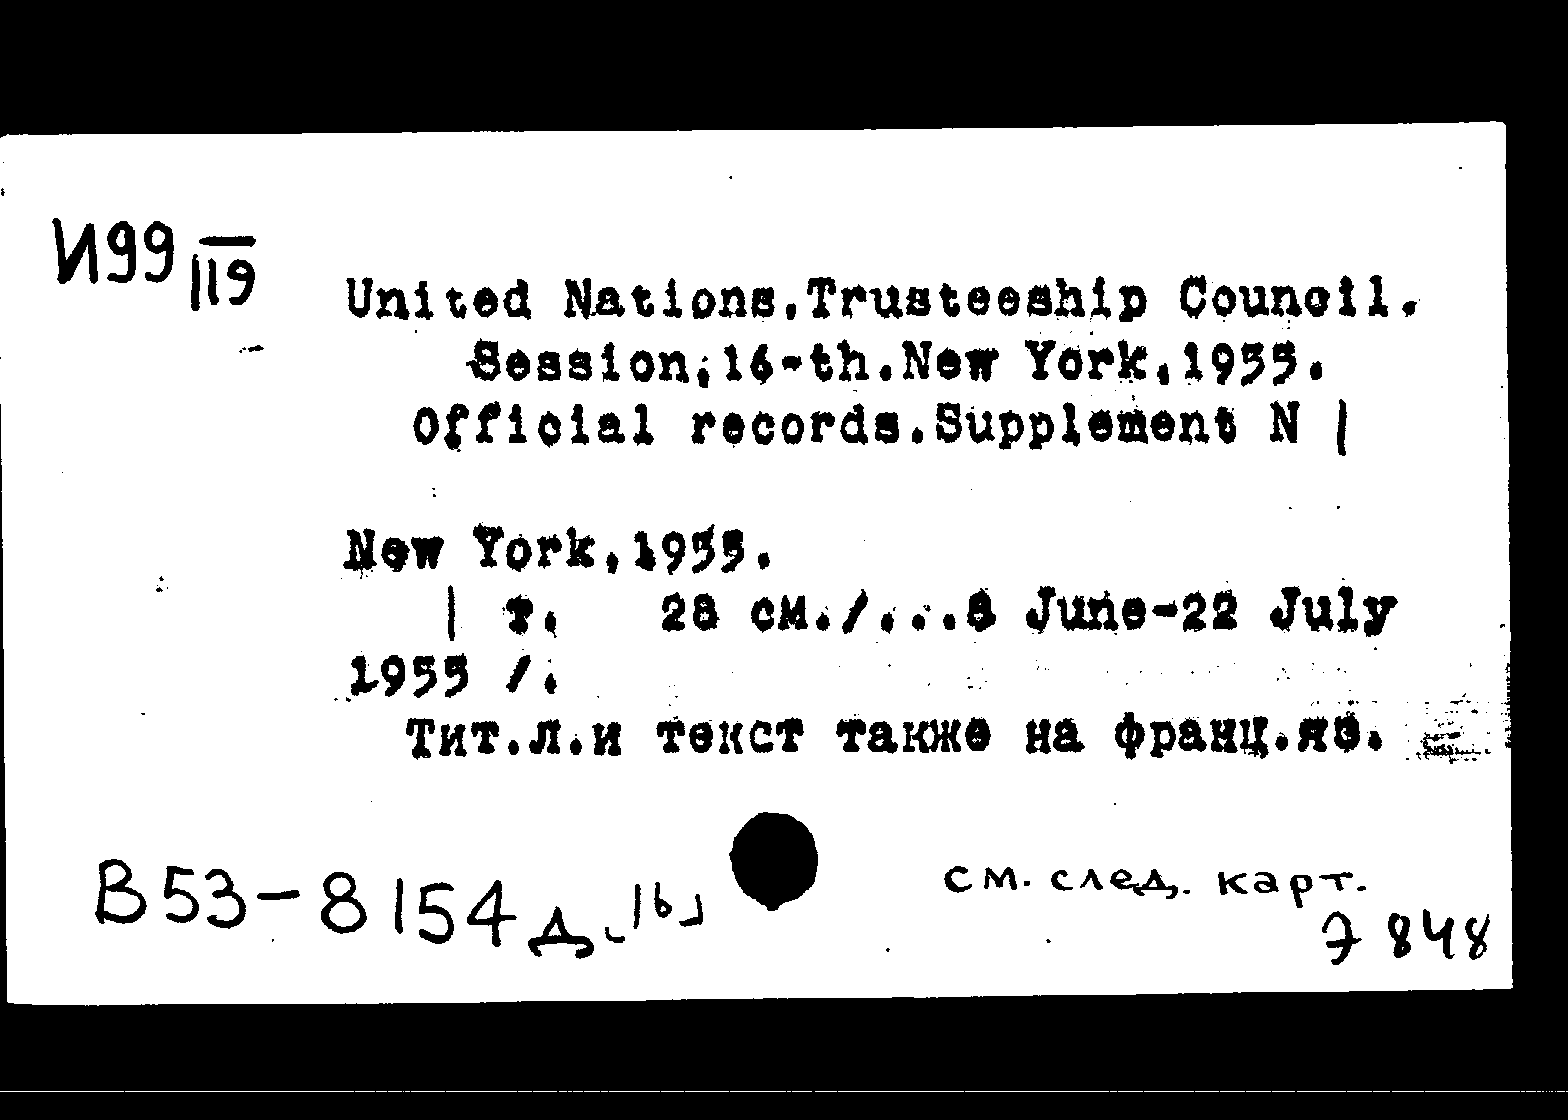 И99 119
United Nations.Trusteeship Council.
Session,16-th.New York,1955.
Official records.Supplement N 1
New York,1955.
1 т. 28 см./...8 June-22 July
1955 /.
Тит.л.и текст также на франц.яз.
см. след. карт.
В53-8154д [16]
Э 848